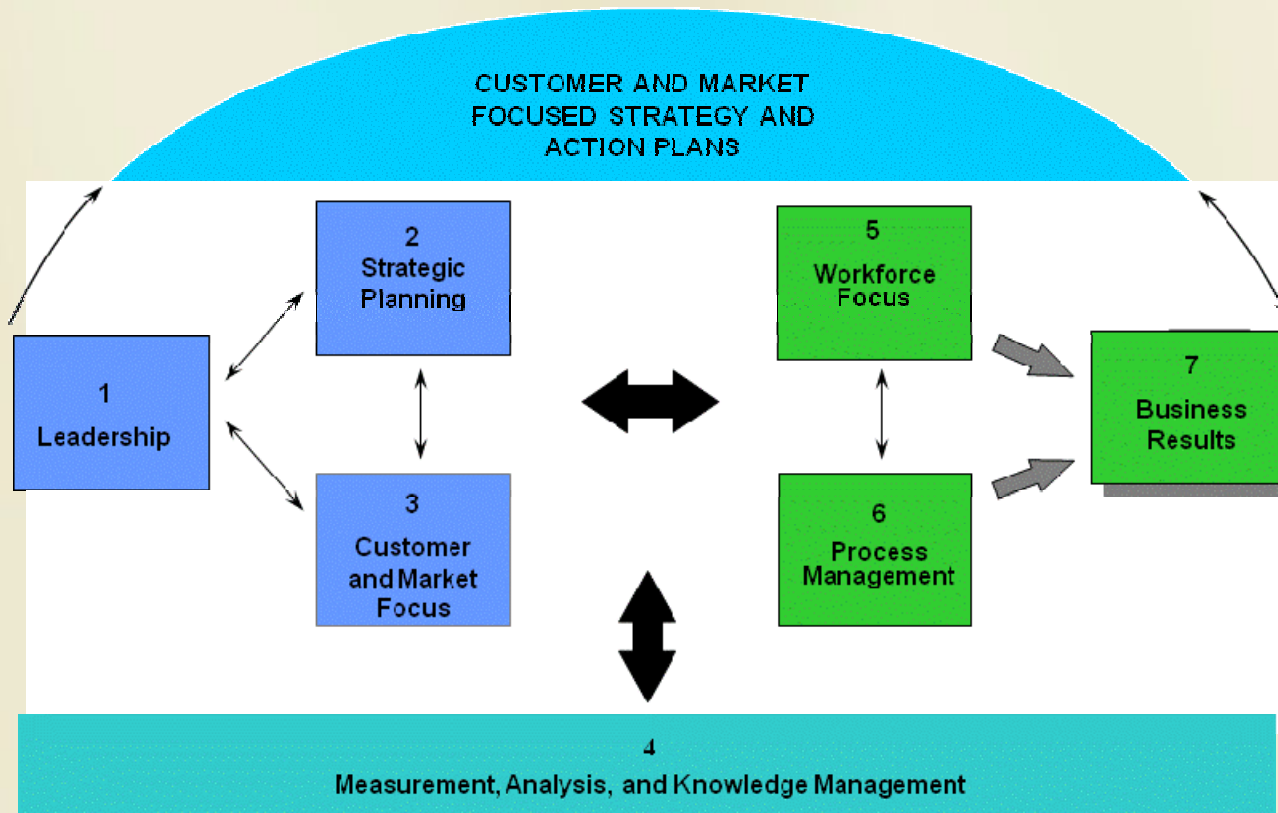 CUSTOMER AND MARKET
FOCUSED STRATEGY AND
ACTION PLANS
1
Leadership
2
Strategic
Planning
3
Customer
and Market
Focus
5
Workforce
Focus
6
Process
Management
7
Business
Results
4
Measurement, Analysis, and Knowledge Management